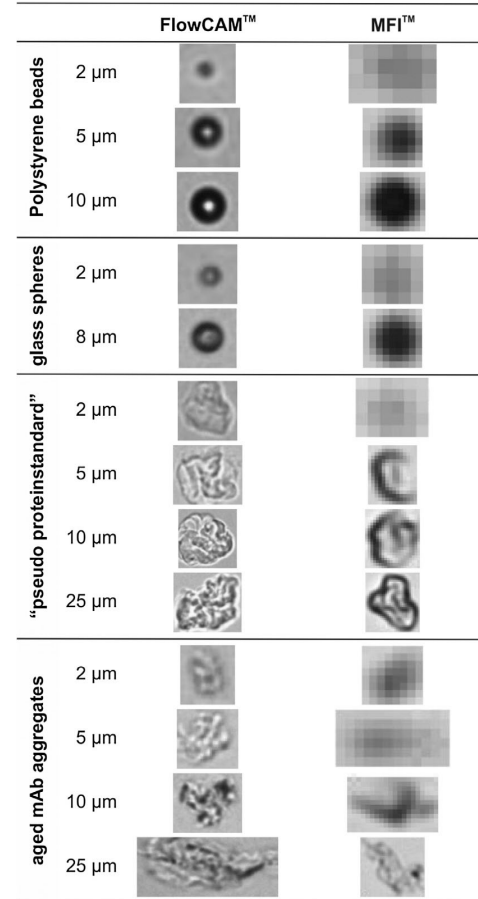 FlowCAM™ MFI™
Polystyrene beads
2 µm
5 µm
10 µm
glass spheres
2 µm
8 µm
“pseudo proteinstandard”
2 µm
5 µm
10 µm
25 µm
aged mAb aggregates
2 µm
5 µm
10 µm
25 µm